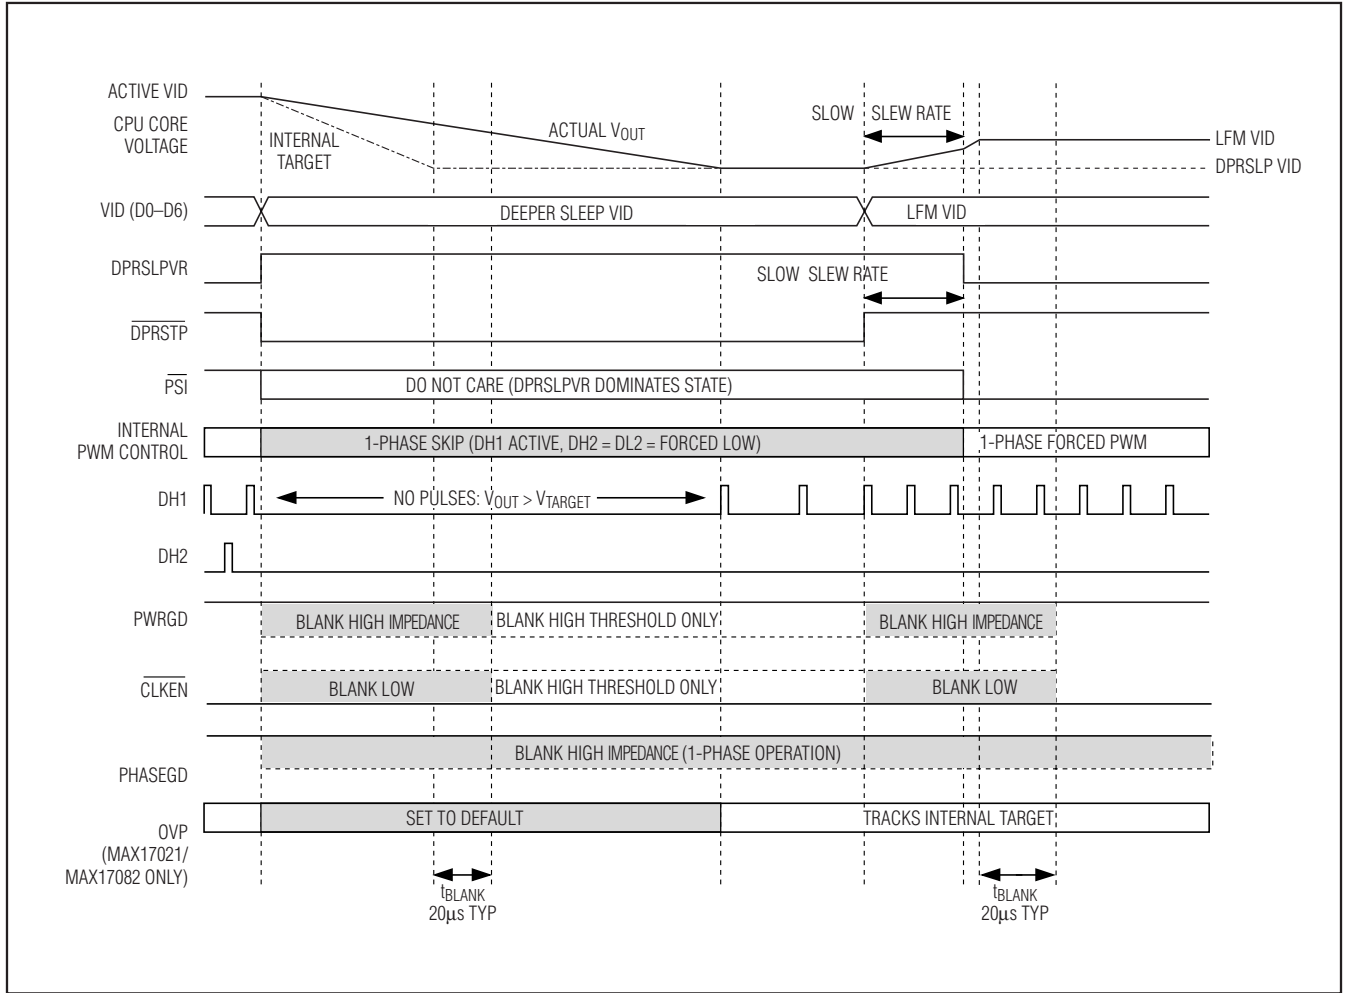 ACTIVE VID
CPU CORE
VOLTAGE
INTERNAL
TARGET
ACTUAL VOUT
SLOW SLEW RATE
LFM VID
DPRSLP VID
VID (D0–D6)
DEEPER SLEEP VID
LFM VID
DPRSLPVR
SLOW SLEW RATE
DPRSTP
PSI
DO NOT CARE (DPRSLPVR DOMINATES STATE)
INTERNAL
PWM CONTROL
1-PHASE SKIP (DH1 ACTIVE, DH2 = DL2 = FORCED LOW)
1-PHASE FORCED PWM
DH1
NO PULSES: VOUT > VTARGET
DH2
PWRGD
BLANK HIGH IMPEDANCE
BLANK HIGH THRESHOLD ONLY
BLANK HIGH IMPEDANCE
CLKEN
BLANK LOW
BLANK HIGH THRESHOLD ONLY
BLANK LOW
PHASEGD
BLANK HIGH IMPEDANCE (1-PHASE OPERATION)
OVP
(MAX17021/
MAX17082 ONLY)
SET TO DEFAULT
TRACKS INTERNAL TARGET
tBLANK
20µs TYP
tBLANK
20µs TYP